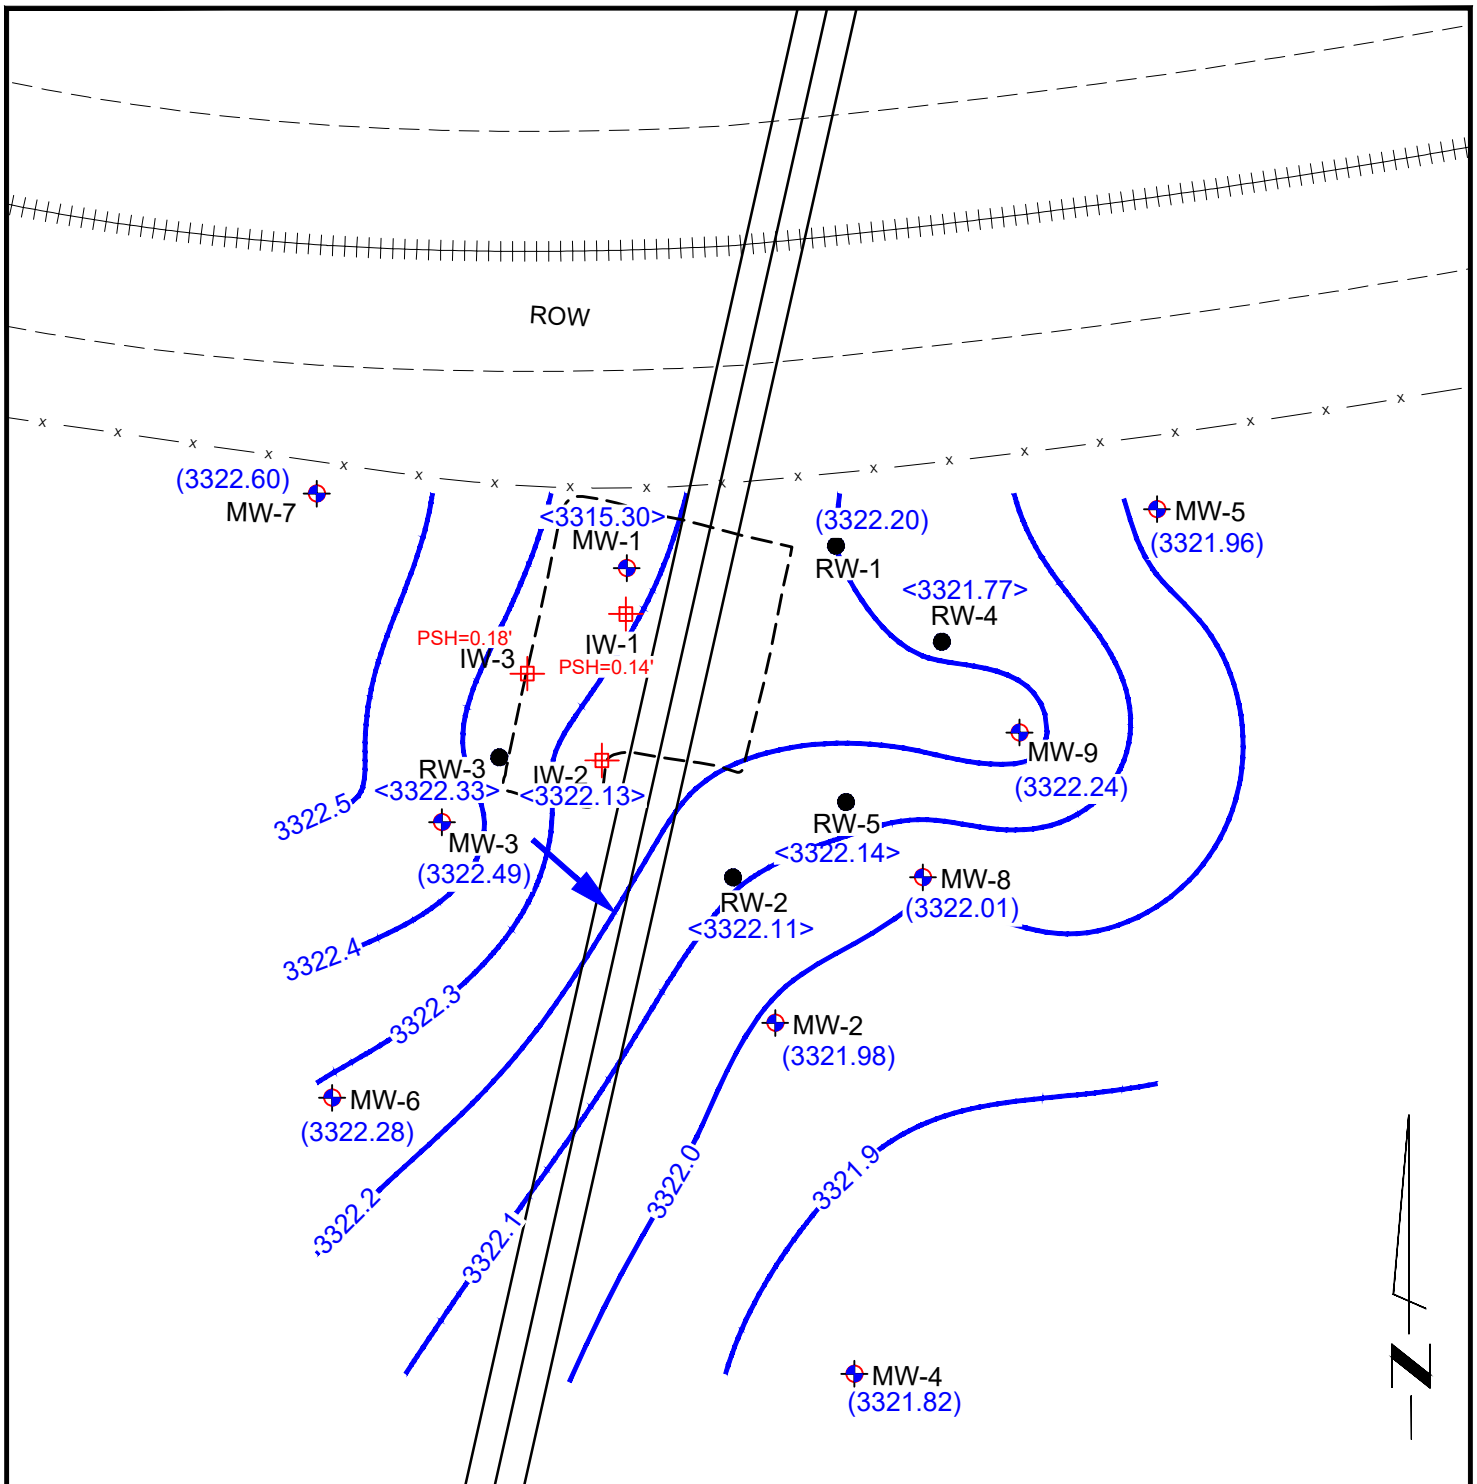 ROW
(3322.60)
MW-7
<3315.30>
MW-1
(3322.20)
RW-1
MW-5
(3321.96)
<3321.77>
RW-4
PSH=0.18'
IW-3
IW-1
PSH=0.14'
RW-3
<3322.33>
IW-2
<3322.13>
MW-9
(3322.24)
3322.5
MW-3
(3322.49)
RW-5
<3322.14>
MW-8
(3322.01)
RW-2
<3322.11>
3322.4
3322.3
MW-2
(3321.98)
MW-6
(3322.28)
3322.2
3322.1
3322.0
3321.9
MW-4
(3321.82)
N